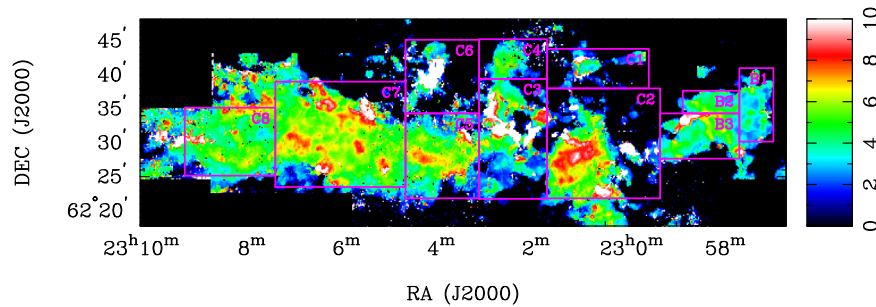 45′
40′
35′
30′
25′
62°20′
DEC (J2000)
C6
C4
C1
B1
C7
C3
C2
B2
C8
B3
23ʰ10ᵐ
8ᵐ
6ᵐ
4ᵐ
2ᵐ
23ʰ0ᵐ
58ᵐ
RA (J2000)
10
8
6
4
2
0